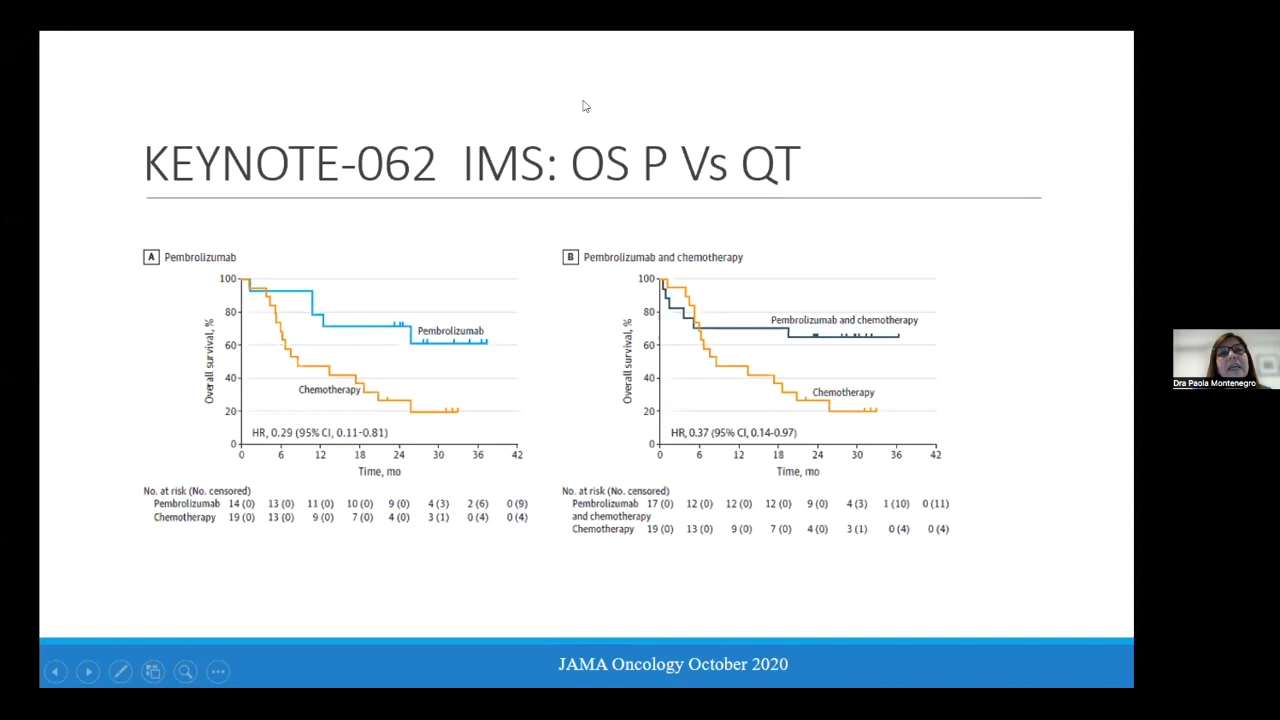 KEYNOTE-062 IMS: OS P Vs QT
A Pembrolizumab
100
80
60
40
20
0
Overall survival, %
Pembrolizumab
Chemotherapy
HR, 0.29 (95% CI, 0.11-0.81)
0 6 12 18 24 30 36 42
Time, mo
No. at risk (No. censored)
Pembrolizumab 14 (0) 13 (0) 11 (0) 10 (0) 9 (0) 4 (3) 2 (6) 0 (9)
Chemotherapy 19 (0) 13 (0) 9 (0) 7 (0) 4 (0) 3 (1) 0 (4) 0 (4)
B Pembrolizumab and chemotherapy
100
80
60
40
20
0
Overall survival, %
Pembrolizumab and chemotherapy
Chemotherapy
HR, 0.37 (95% CI, 0.14-0.97)
0 6 12 18 24 30 36 42
Time, mo
No. at risk (No. censored)
Pembrolizumab 17 (0) 12 (0) 12 (0) 12 (0) 9 (0) 4 (3) 1 (10) 0 (11)
and chemotherapy
Chemotherapy 19 (0) 13 (0) 9 (0) 7 (0) 4 (0) 3 (1) 0 (4) 0 (4)
JAMA Oncology October 2020
Dra Paola Montenegro